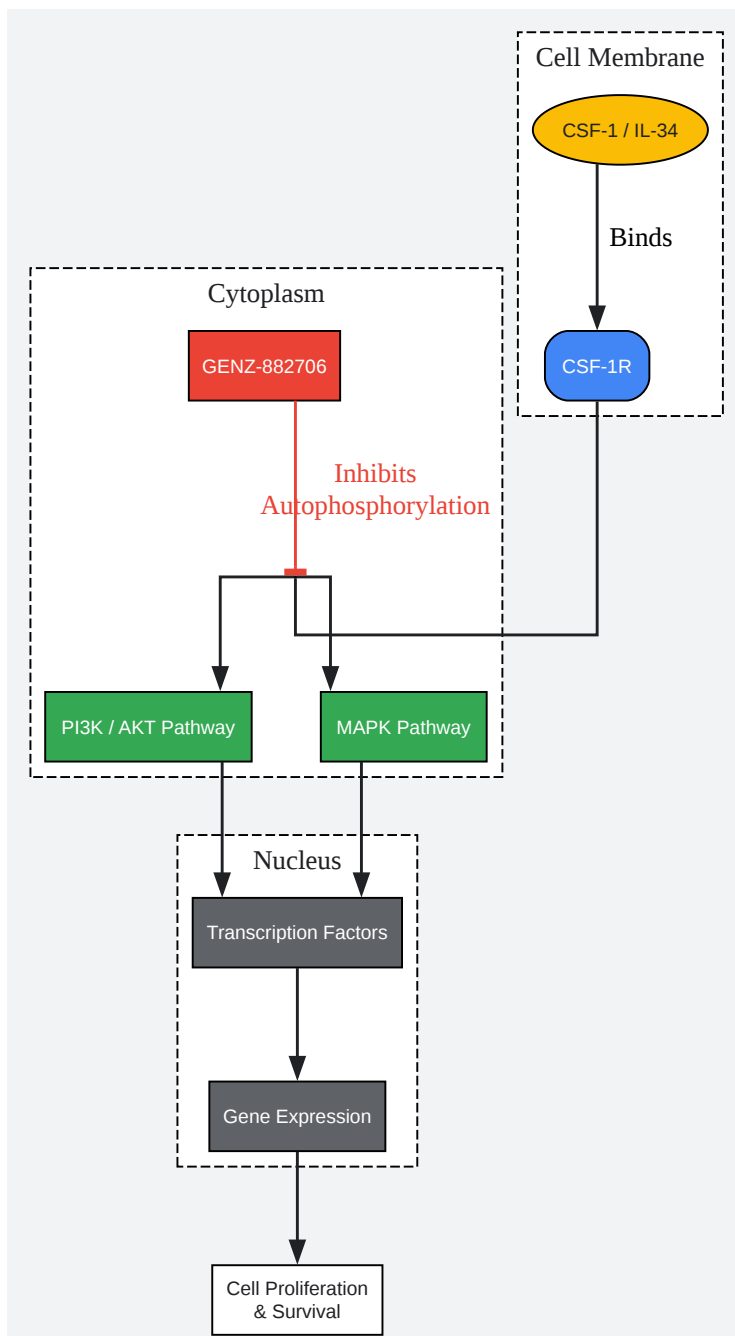 Cell Membrane
CSF-1 / IL-34
Binds
Cytoplasm
GENZ-882706
CSF-1R
Inhibits
Autophosphorylation
PI3K / AKT Pathway
MAPK Pathway
Nucleus
Transcription Factors
Gene Expression
Cell Proliferation
& Survival